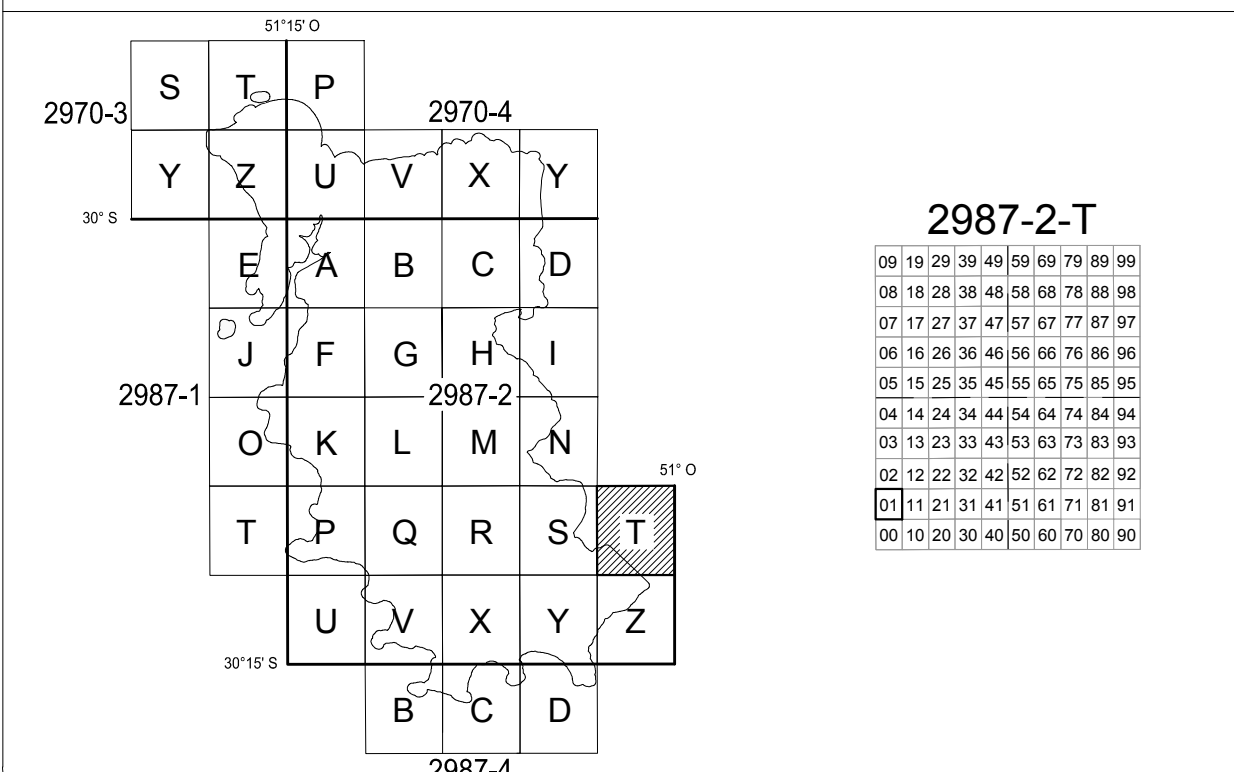 51°15' O
S T P
2970-3 2970-4
Y Z U V X Y
30° S
E A B C D
J F G H I
2987-1 2987-2
O K L M N
51° O
T P Q R S T
U V X Y Z
30°15' S
B C D
2987-4
2987-2-T
09 19 29 39 49 59 69 79 89 99
08 18 28 38 48 58 68 78 88 98
07 17 27 37 47 57 67 77 87 97
06 16 26 36 46 56 66 76 86 96
05 15 25 35 45 55 65 75 85 95
04 14 24 34 44 54 64 74 84 94
03 13 23 33 43 53 63 73 83 93
02 12 22 32 42 52 62 72 82 92
01 11 21 31 41 51 61 71 81 91
00 10 20 30 40 50 60 70 80 90